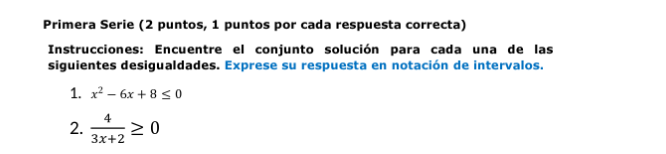 Primera Serie (2 puntos, 1 puntos por cada respuesta correcta)
Instrucciones: Encuentre el conjunto solución para cada una de las
siguientes desigualdades. Exprese su respuesta en notación de intervalos.
1. x² − 6x + 8 ≤ 0
2. 4/(3x+2) ≥ 0